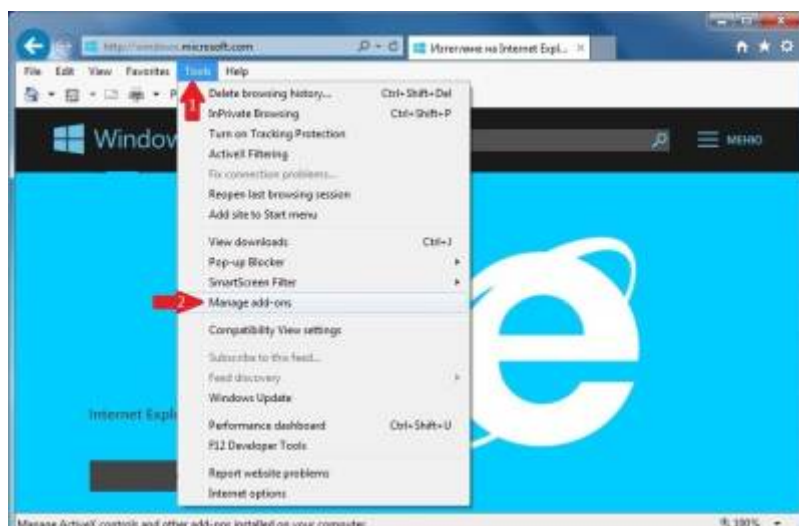 http://windows.microsoft.com
Изтегляне на Internet Expl...
File Edit View Favorites Tools Help
1
Delete browsing history... Ctrl+Shift+Del
InPrivate Browsing Ctrl+Shift+P
Turn on Tracking Protection
ActiveX Filtering
Fix connection problems...
Reopen last browsing session
Add site to Start menu
Window
МЕНЮ
View downloads Ctrl+J
Pop-up Blocker
SmartScreen Filter
2
Manage add-ons
Compatibility View settings
Subscribe to this feed...
Feed discovery
Windows Update
Internet Expl
Performance dashboard Ctrl+Shift+U
F12 Developer Tools
Report website problems
Internet options
Manage ActiveX controls and other add-ons installed on your computer.
100%